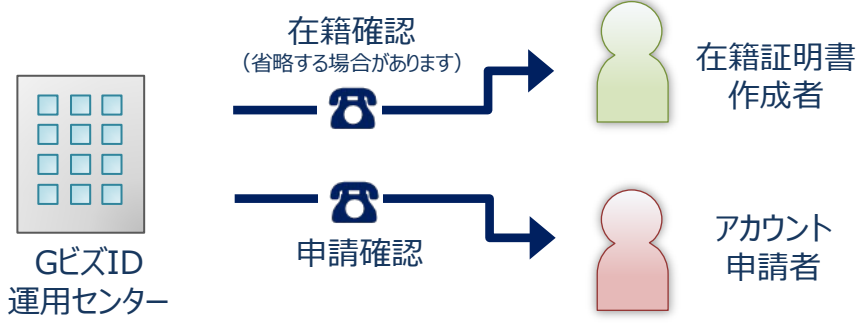 在籍確認
（省略する場合があります）
在籍証明書
作成者
GビズID
運用センター
申請確認
アカウント
申請者